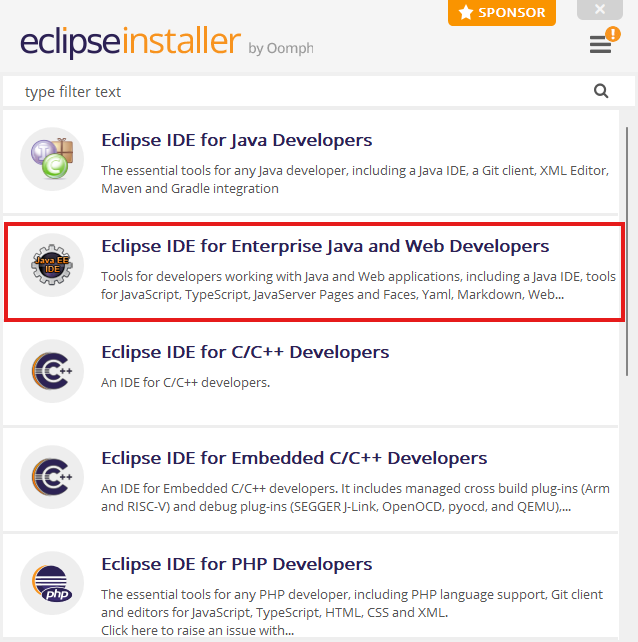 SPONSOR
eclipseinstaller by Oomph
type filter text
Eclipse IDE for Java Developers
The essential tools for any Java developer, including a Java IDE, a Git client, XML Editor,
Maven and Gradle integration
Java EE
IDE
Eclipse IDE for Enterprise Java and Web Developers
Tools for developers working with Java and Web applications, including a Java IDE, tools
for JavaScript, TypeScript, JavaServer Pages and Faces, Yaml, Markdown, Web...
C++
Eclipse IDE for C/C++ Developers
An IDE for C/C++ developers.
C++
Eclipse IDE for Embedded C/C++ Developers
An IDE for Embedded C/C++ developers. It includes managed cross build plug-ins (Arm
and RISC-V) and debug plug-ins (SEGGER J-Link, OpenOCD, pyocd, and QEMU),...
php
Eclipse IDE for PHP Developers
The essential tools for any PHP developer, including PHP language support, Git client
and editors for JavaScript, TypeScript, HTML, CSS and XML.
Click here to raise an issue with...